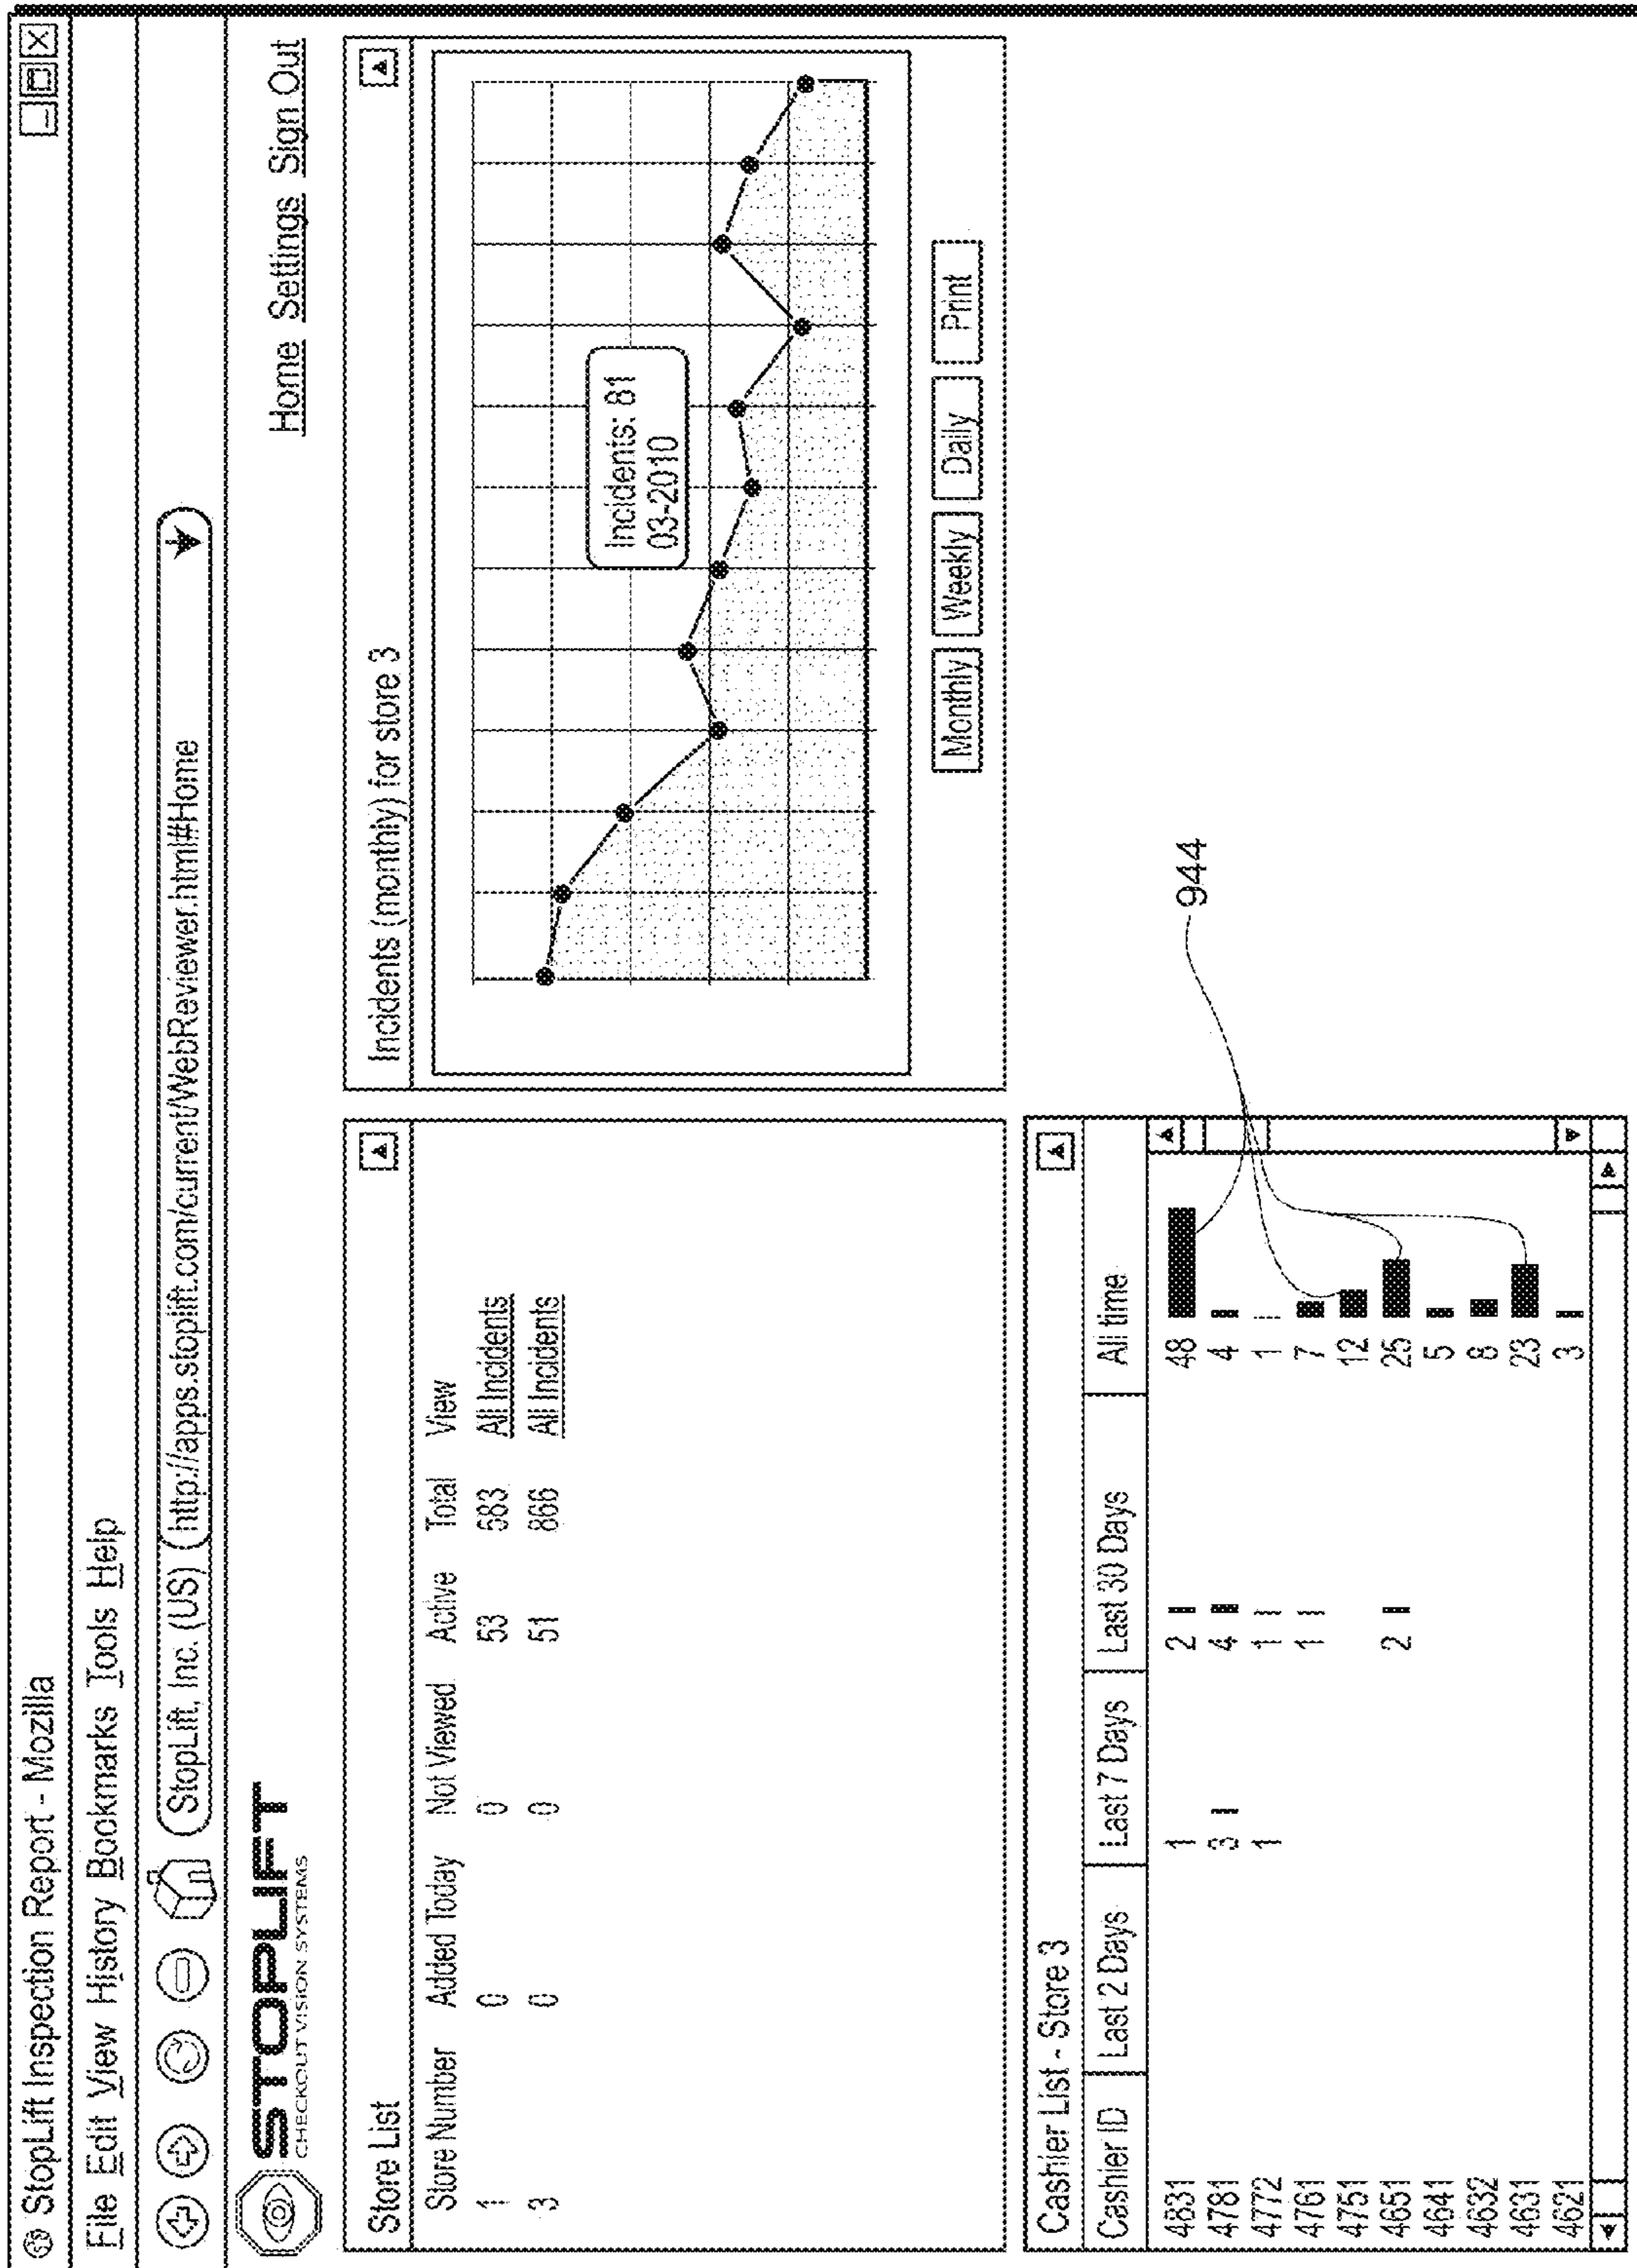 StopLift Inspection Report - Mozilla
File Edit View History Bookmarks Tools Help
StopLift, Inc. (US) http://apps.stoplift.com/current/WebReviewer.html#Home
STOPLIFT
CHECKOUT VISION SYSTEMS
Home Settings Sign Out
Store List
Store Number Added Today Not Viewed Active Total View
1 0 0 53 583 All Incidents
3 0 0 51 866 All Incidents
Incidents (monthly) for store 3
Incidents: 81
03-2010
Monthly Weekly Daily Print
Cashier List - Store 3
Cashier ID Last 2 Days Last 7 Days Last 30 Days All time
4831 1 2 48
4781 3 4 4
4772 1 1 1
4761 1 7
4751 12
4651 2 25
4641 5
4632 8
4631 23
4621 3
944